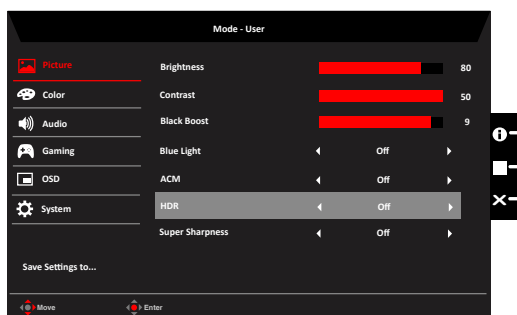 Mode - User
Picture
Color
Audio
Gaming
OSD
System
Save Settings to...
Brightness 80
Contrast 50
Black Boost 9
Blue Light Off
ACM Off
HDR Off
Super Sharpness Off
Move Enter